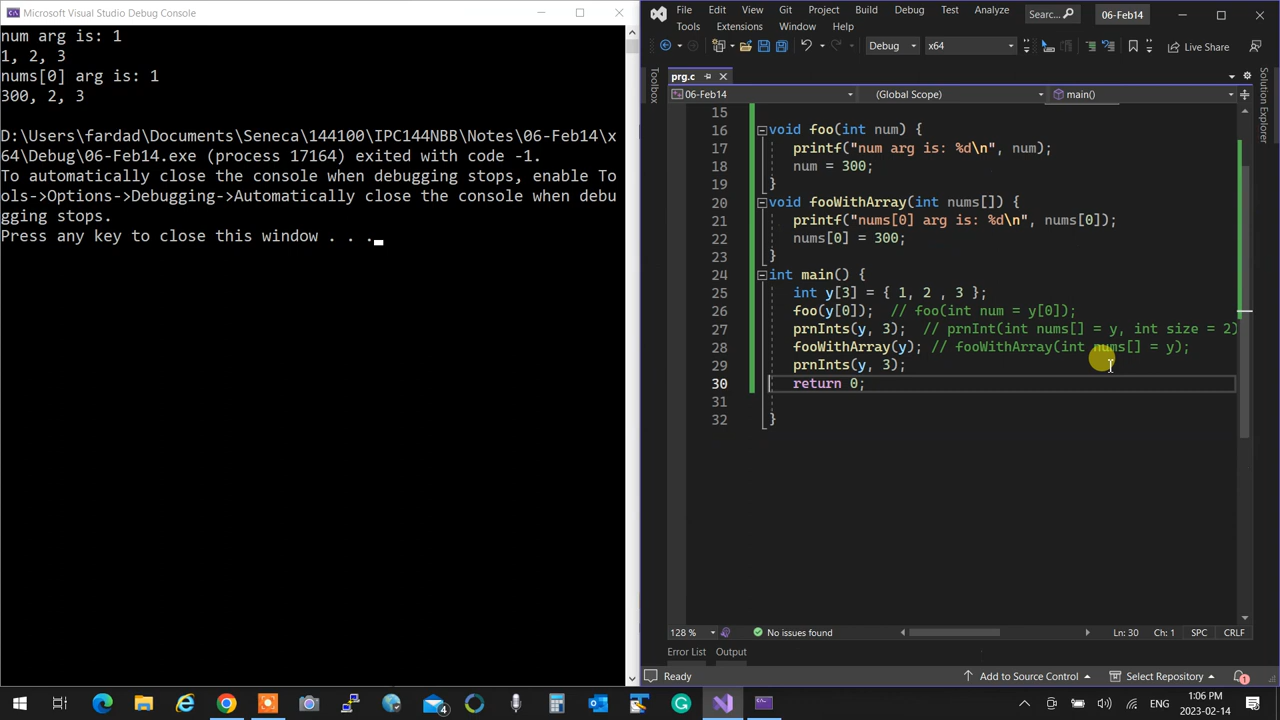 Microsoft Visual Studio Debug Console
num arg is: 1
1, 2, 3
nums[0] arg is: 1
300, 2, 3
D:\Users\fardad\Documents\Seneca\144100\IPC144NBB\Notes\06-Feb14\x
64\Debug\06-Feb14.exe (process 17164) exited with code -1.
To automatically close the console when debugging stops, enable To
ols->Options->Debugging->Automatically close the console when debu
gging stops.
Press any key to close this window . . .
File Edit View Git Project Build Debug Test Analyze
Tools Extensions Window Help
Searc...
06-Feb14
Debug x64
Live Share
prg.c
06-Feb14 (Global Scope) main()
15
16 void foo(int num) {
17 printf("num arg is: %d\n", num);
18 num = 300;
19 }
20 void fooWithArray(int nums[]) {
21 printf("nums[0] arg is: %d\n", nums[0]);
22 nums[0] = 300;
23 }
24 int main() {
25 int y[3] = { 1, 2 , 3 };
26 foo(y[0]); // foo(int num = y[0]);
27 prnInts(y, 3); // prnInt(int nums[] = y, int size = 2)
28 fooWithArray(y); // fooWithArray(int nums[] = y);
29 prnInts(y, 3);
30 return 0;
31
32 }
Toolbox
Solution Explorer
128 % No issues found Ln: 30 Ch: 1 SPC CRLF
Error List Output
Ready Add to Source Control Select Repository 1
4
ENG
1:06 PM
2023-02-14